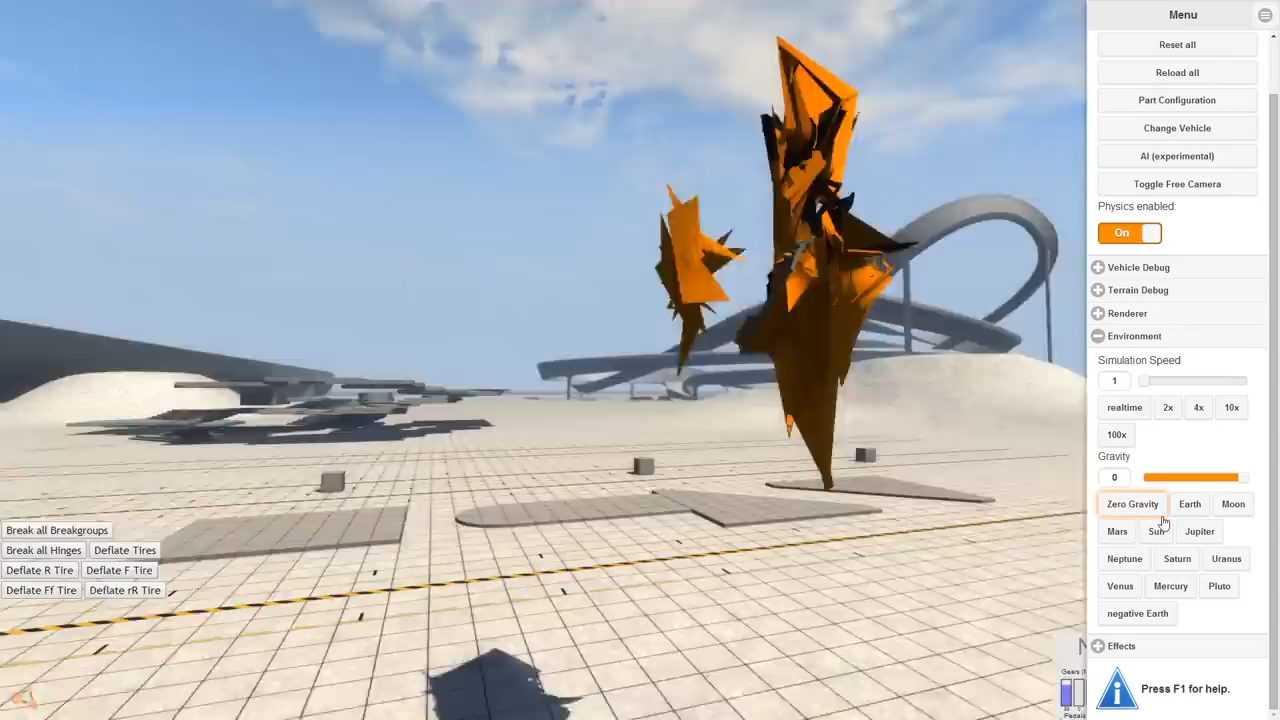 Menu
Reset all
Reload all
Part Configuration
Change Vehicle
AI (experimental)
Toggle Free Camera
Physics enabled:
On
Vehicle Debug
Terrain Debug
Renderer
Environment
Simulation Speed
1
realtime 2x 4x 10x
100x
Gravity
0
Zero Gravity Earth Moon
Mars Sun Jupiter
Neptune Saturn Uranus
Venus Mercury Pluto
negative Earth
Effects
Press F1 for help.
Break all Breakgroups
Break all Hinges Deflate Tires
Deflate R Tire Deflate F Tire
Deflate Ff Tire Deflate rR Tire
N
Gears (
Pedals